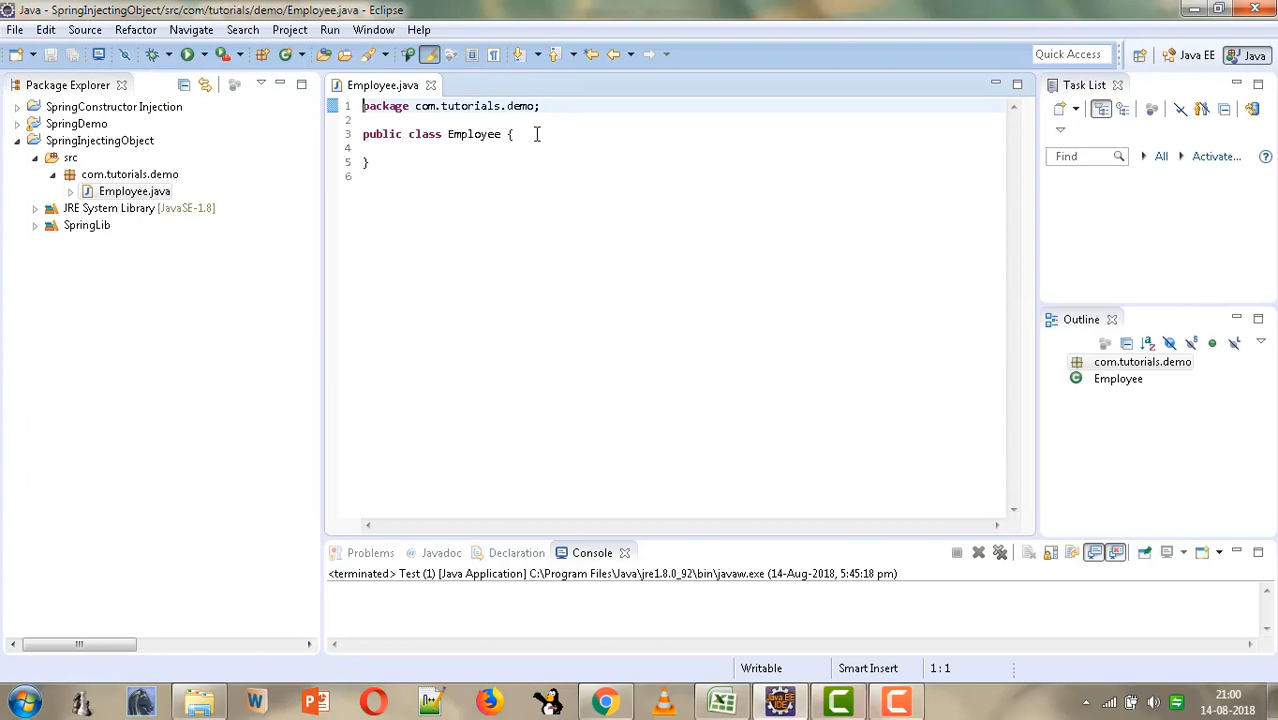 Java - SpringInjectingObject/src/com/tutorials/demo/Employee.java - Eclipse
File Edit Source Refactor Navigate Search Project Run Window Help
Quick Access
Java EE
Java
Package Explorer
SpringConstructor Injection
SpringDemo
SpringInjectingObject
src
com.tutorials.demo
Employee.java
JRE System Library [JavaSE-1.8]
SpringLib
Employee.java
1 package com.tutorials.demo;
2
3 public class Employee {
4
5 }
6
Task List
Find
All
Activate...
Outline
com.tutorials.demo
Employee
Problems Javadoc Declaration Console
<terminated> Test (1) [Java Application] C:\Program Files\Java\jre1.8.0_92\bin\javaw.exe (14-Aug-2018, 5:45:18 pm)
Writable Smart Insert 1 : 1
21:00
14-08-2018